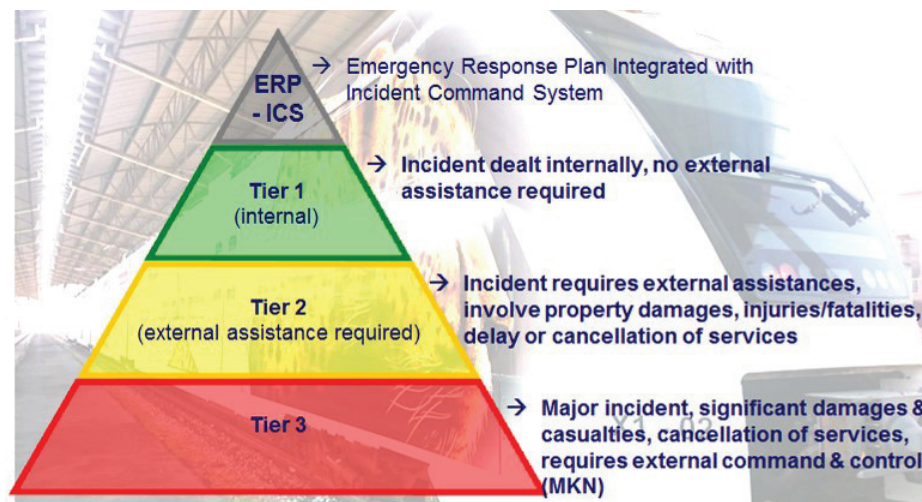 ERP
- ICS
→ Emergency Response Plan Integrated with
Incident Command System
Tier 1
(internal)
→ Incident dealt internally, no external
assistance required
Tier 2
(external assistance required)
→ Incident requires external assistances,
involve property damages, injuries/fatalities,
delay or cancellation of services
Tier 3
→ Major incident, significant damages &
casualties, cancellation of services,
requires external command & control
(MKN)